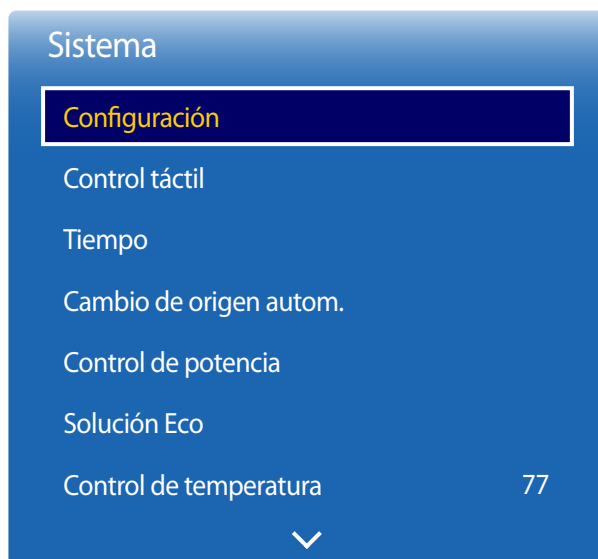 Sistema
Configuración
Control táctil
Tiempo
Cambio de origen autom.
Control de potencia
Solución Eco
Control de temperatura 77